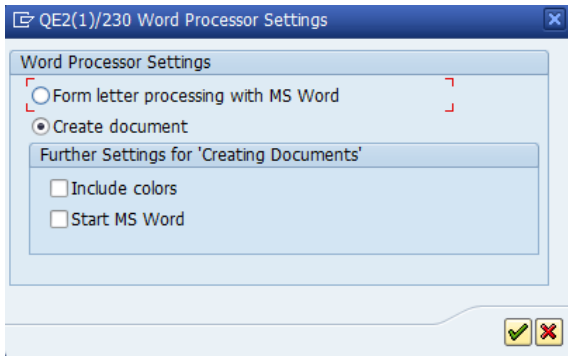 QE2(1)/230 Word Processor Settings
Word Processor Settings
Form letter processing with MS Word
Create document
Further Settings for 'Creating Documents'
Include colors
Start MS Word